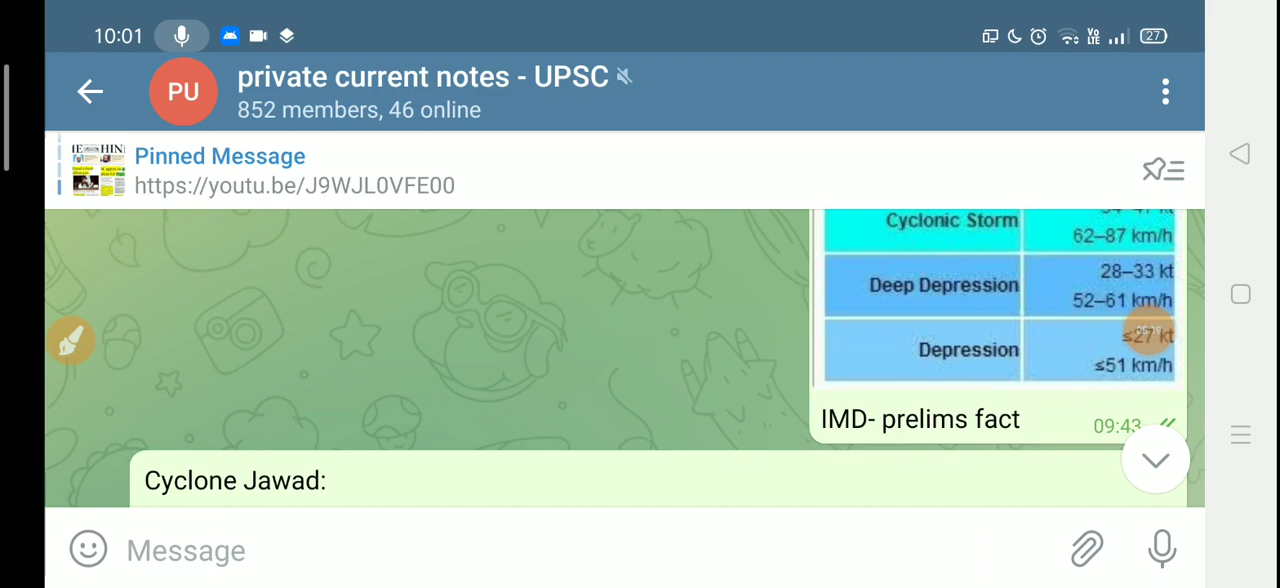 10:01
VO LTE
27
PU
private current notes - UPSC
852 members, 46 online
Pinned Message
https://youtu.be/J9WJL0VFE00
Cyclonic Storm
62–87 km/h
Deep Depression
28–33 kt
52–61 km/h
Depression
≤27 kt
≤51 km/h
IMD- prelims fact
09:43
Cyclone Jawad:
Message